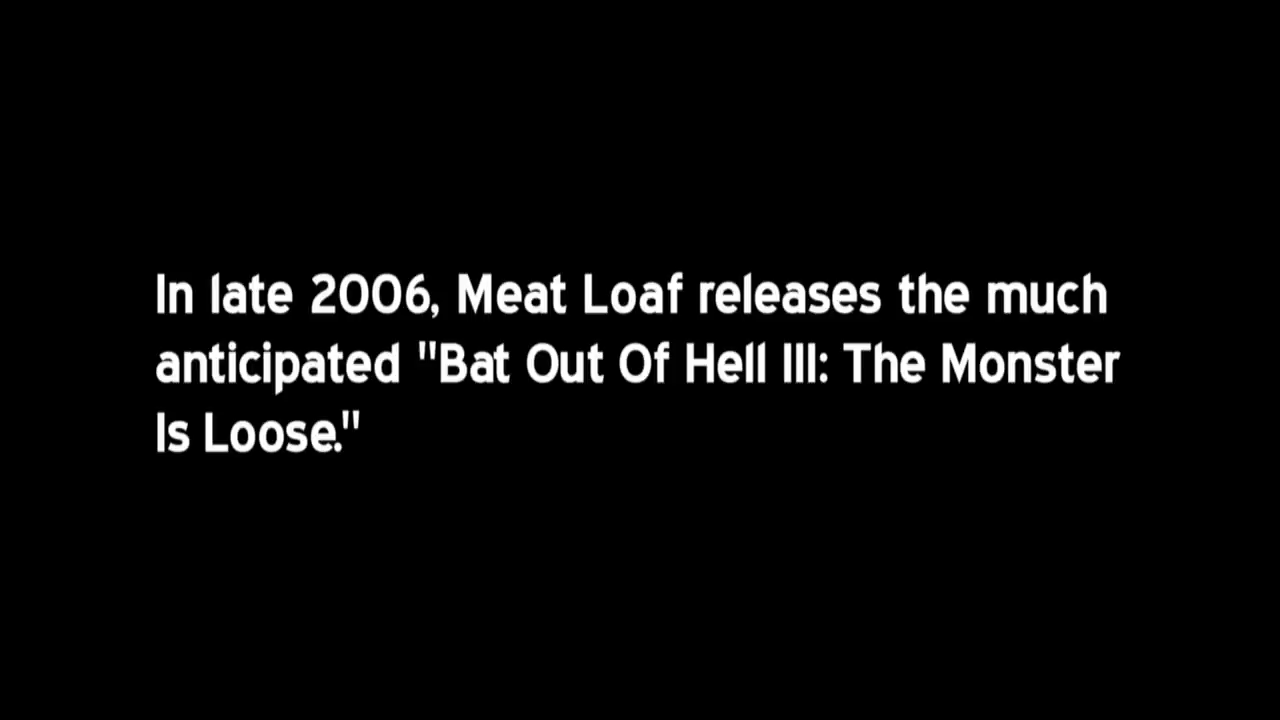 In late 2006, Meat Loaf releases the much
anticipated "Bat Out Of Hell III: The Monster
Is Loose."